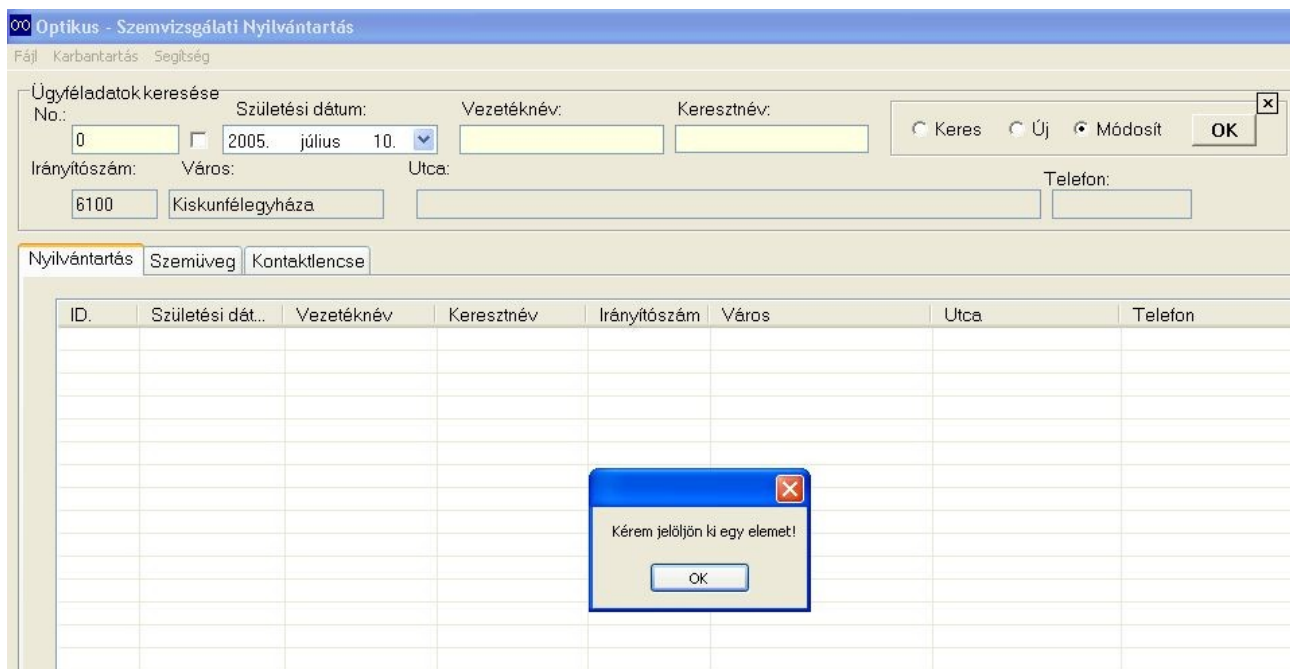 Optikus - Szemvizsgálati Nyilvántartás
Fájl Karbantartás Segítség
Ügyféladatok keresése
No.: Születési dátum: Vezetéknév: Keresztnév:
0 2005. július 10. Keres Új Módosít OK
Irányítószám: Város: Utca: Telefon:
6100 Kiskunfélegyháza
Nyilvántartás Szemüveg Kontaktlencse
ID. Születési dát... Vezetéknév Keresztnév Irányítószám Város Utca Telefon
Kérem jelöljön ki egy elemet!
OK